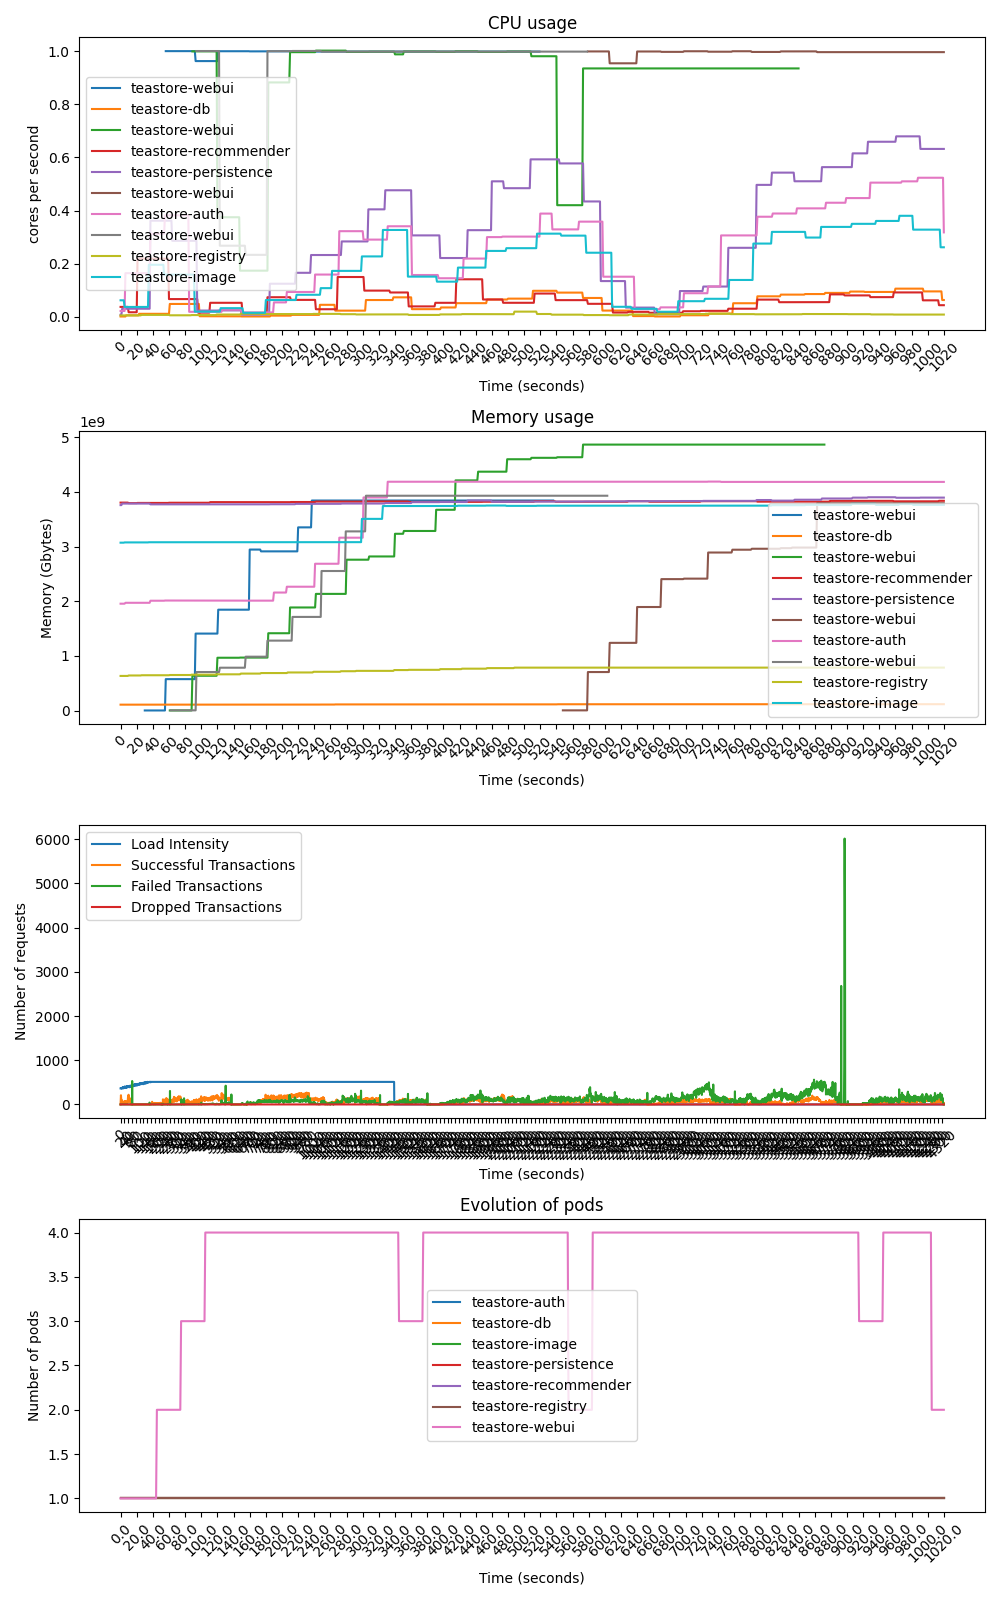 CPU usage
1.0
0.8
0.6
0.4
0.2
0.0
cores per second
teastore-webui
teastore-db
teastore-webui
teastore-recommender
teastore-persistence
teastore-webui
teastore-auth
teastore-webui
teastore-registry
teastore-image
0 20 40 60 80 100 120 140 160 180 200 220 240 260 280 300 320 340 360 380 400 420 440 460 480 500 520 540 560 580 600 620 640 660 680 700 720 740 760 780 800 820 840 860 880 900 920 940 960 980 1000 1020
Time (seconds)
Memory usage
1e9
5
4
3
2
1
0
Memory (Gbytes)
teastore-webui
teastore-db
teastore-webui
teastore-recommender
teastore-persistence
teastore-webui
teastore-auth
teastore-webui
teastore-registry
teastore-image
0 20 40 60 80 100 120 140 160 180 200 220 240 260 280 300 320 340 360 380 400 420 440 460 480 500 520 540 560 580 600 620 640 660 680 700 720 740 760 780 800 820 840 860 880 900 920 940 960 980 1000 1020
Time (seconds)
6000
5000
4000
3000
2000
1000
0
Number of requests
Load Intensity
Successful Transactions
Failed Transactions
Dropped Transactions
Time (seconds)
Evolution of pods
4.0
3.5
3.0
2.5
2.0
1.5
1.0
Number of pods
teastore-auth
teastore-db
teastore-image
teastore-persistence
teastore-recommender
teastore-registry
teastore-webui
0.0 20.0 40.0 60.0 80.0 100.0 120.0 140.0 160.0 180.0 200.0 220.0 240.0 260.0 280.0 300.0 320.0 340.0 360.0 380.0 400.0 420.0 440.0 460.0 480.0 500.0 520.0 540.0 560.0 580.0 600.0 620.0 640.0 660.0 680.0 700.0 720.0 740.0 760.0 780.0 800.0 820.0 840.0 860.0 880.0 900.0 920.0 940.0 960.0 980.0 1000.0 1020.0
Time (seconds)